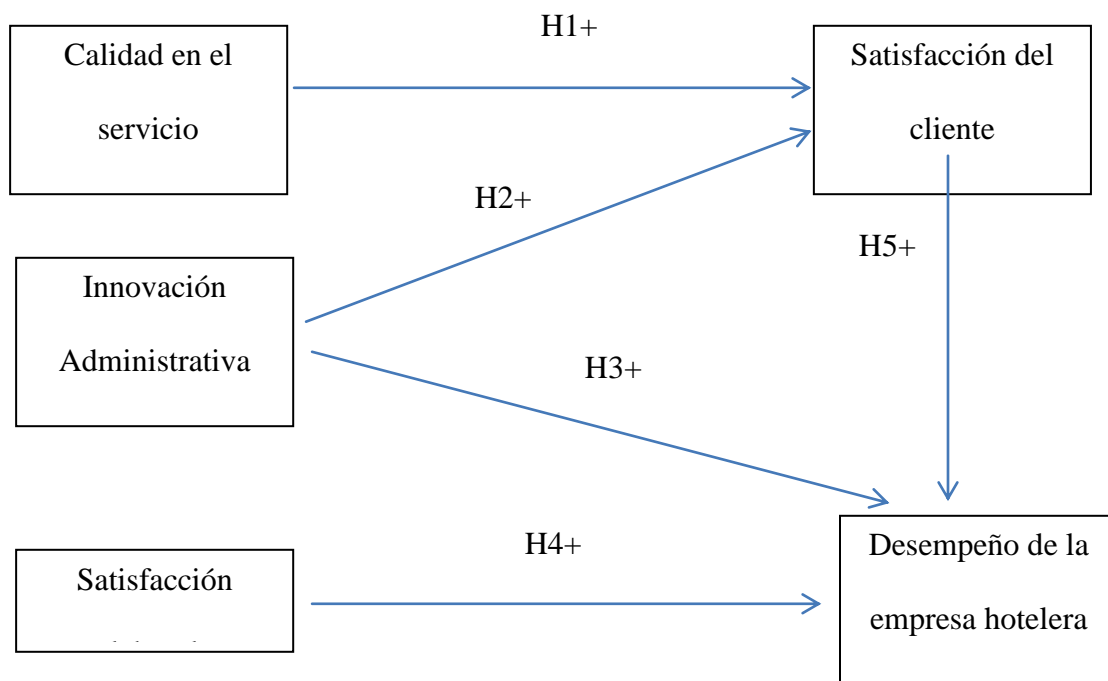 H1+
Calidad en el
servicio
Satisfacción del
cliente
H2+
H5+
Innovación
Administrativa
H3+
H4+
Satisfacción
Desempeño de la
empresa hotelera